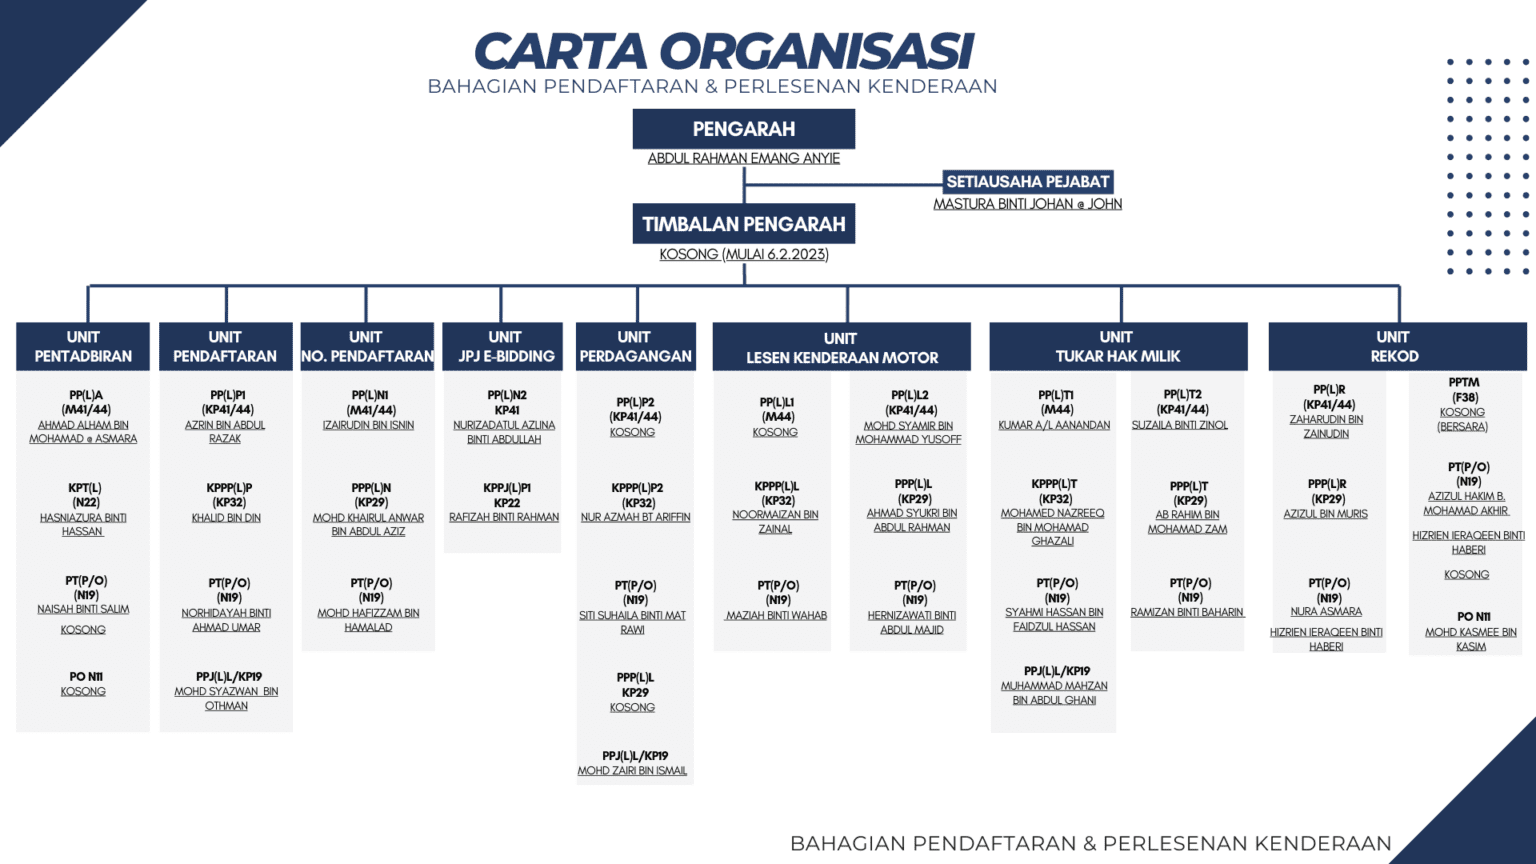 CARTA ORGANISASI
BAHAGIAN PENDAFTARAN & PERLESENAN KENDERAAN
PENGARAH
ABDUL RAHMAN EMANG ANYIE
SETIAUSAHA PEJABAT
MASTURA BINTI JOHAN @ JOHN
TIMBALAN PENGARAH
KOSONG (MULAI 6.2.2023)
UNIT
PENTADBIRAN
PP(L)A
(M41/44)
AHMAD ALHAM BIN
MOHAMAD @ ASMARA
KPT(L)
(N22)
HASNIAZURA BINTI
HASSAN
PT(P/O)
(N19)
NAISAH BINTI SALIM
KOSONG
PO N11
KOSONG
UNIT
PENDAFTARAN
PP(L)P1
(KP41/44)
AZRIN BIN ABDUL
RAZAK
KPPP(L)P
(KP32)
KHALID BIN DIN
PT(P/O)
(N19)
NORHIDAYAH BINTI
AHMAD UMAR
PPJ(L)L/KP19
MOHD SYAZWAN BIN
OTHMAN
UNIT
NO. PENDAFTARAN
PP(L)N1
(M41/44)
IZAIRUDIN BIN ISNIN
PPP(L)N
(KP29)
MOHD KHAIRUL ANWAR
BIN ABDUL AZIZ
PT(P/O)
(N19)
MOHD HAFIZZAM BIN
HAMALAD
UNIT
JPJ E-BIDDING
PP(L)N2
KP41
NURIZADATUL AZLINA
BINTI ABDULLAH
KPPJ(L)P1
KP22
RAFIZAH BINTI RAHMAN
UNIT
PERDAGANGAN
PP(L)P2
(KP41/44)
KOSONG
KPPP(L)P2
(KP32)
NUR AZMAH BT ARIFFIN
PT(P/O)
(N19)
SITI SUHAILA BINTI MAT
RAWI
PPP(L)L
KP29
KOSONG
PPJ(L)L/KP19
MOHD ZAIRI BIN ISMAIL
UNIT
LESEN KENDERAAN MOTOR
PP(L)L1
(M44)
KOSONG
KPPP(L)L
(KP32)
NOORMAIZAN BIN
ZAINAL
PT(P/O)
(N19)
MAZIAH BINTI WAHAB
PP(L)L2
(KP41/44)
MOHD SYAMIR BIN
MOHAMMAD YUSOFF
PPP(L)L
(KP29)
AHMAD SYUKRI BIN
ABDUL RAHMAN
PT(P/O)
(N19)
HERNIZAWATI BINTI
ABDUL MAJID
UNIT
TUKAR HAK MILIK
PP(L)T1
(M44)
KUMAR A/L AANANDAN
KPPP(L)T
(KP32)
MOHAMED NAZREEQ
BIN MOHAMAD
GHAZALI
PT(P/O)
(N19)
SYAHMI HASSAN BIN
FAIDZUL HASSAN
PPJ(L)L/KP19
MUHAMMAD MAHZAN
BIN ABDUL GHANI
PP(L)T2
(KP41/44)
SUZAILA BINTI ZINOL
PPP(L)T
(KP29)
AB RAHIM BIN
MOHAMAD ZAM
PT(P/O)
(N19)
RAMIZAN BINTI BAHARIN
UNIT
REKOD
PP(L)R
(KP41/44)
ZAHARUDIN BIN
ZAINUDIN
PPP(L)R
(KP29)
AZIZUL BIN MURIS
PT(P/O)
(N19)
NURA ASMARA
HIZRIEN IERAQEEN BINTI
HABERI
PPTM
(F38)
KOSONG
(BERSARA)
PT(P/O)
(N19)
AZIZUL HAKIM B.
MOHAMAD AKHIR
HIZRIEN IERAQEEN BINTI
HABERI
KOSONG
PO N11
MOHD KASMEE BIN
KASIM
BAHAGIAN PENDAFTARAN & PERLESENAN KENDERAAN